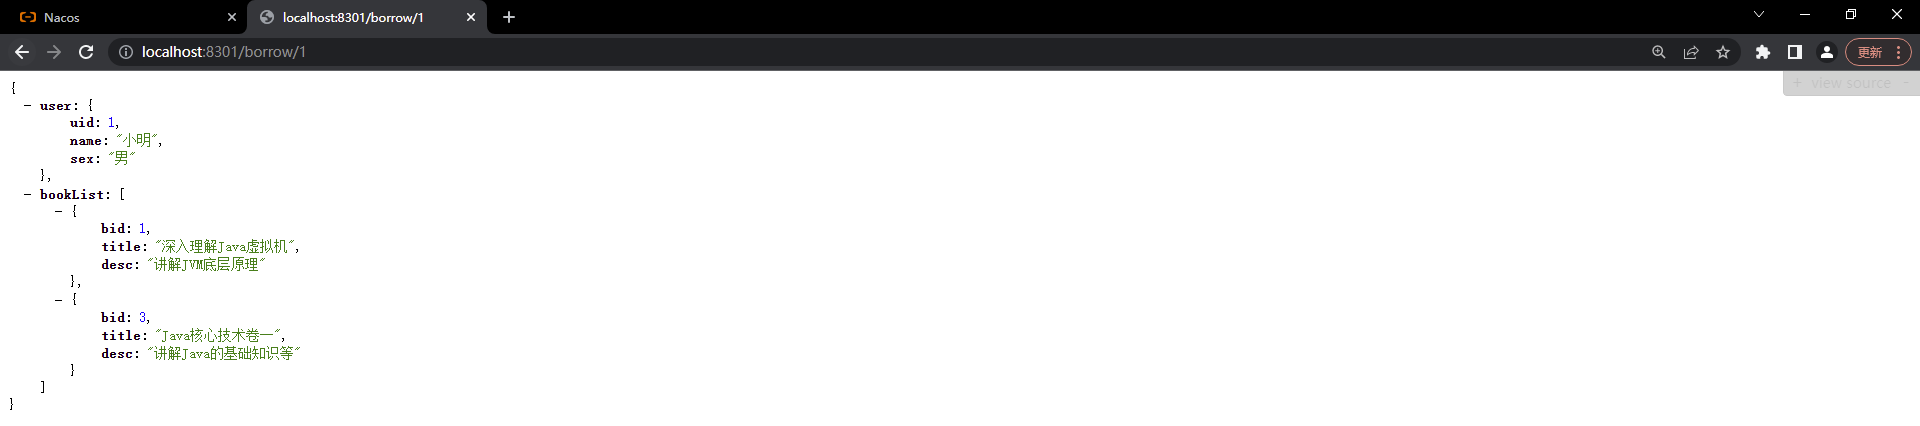 Nacos
localhost:8301/borrow/1
localhost:8301/borrow/1
更新
+ view source
{
- user: {
uid: 1,
name: "小明",
sex: "男"
},
- bookList: [
- {
bid: 1,
title: "深入理解Java虚拟机",
desc: "讲解JVM底层原理"
},
- {
bid: 3,
title: "Java核心技术卷一",
desc: "讲解Java的基础知识等"
}
]
}